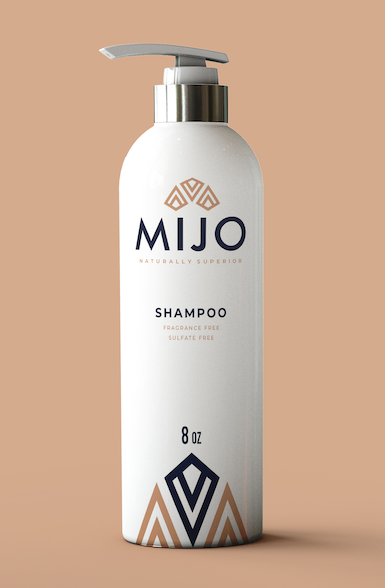 MIJO
NATURALLY SUPERIOR
SHAMPOO
FRAGRANCE FREE
SULFATE FREE
8 OZ